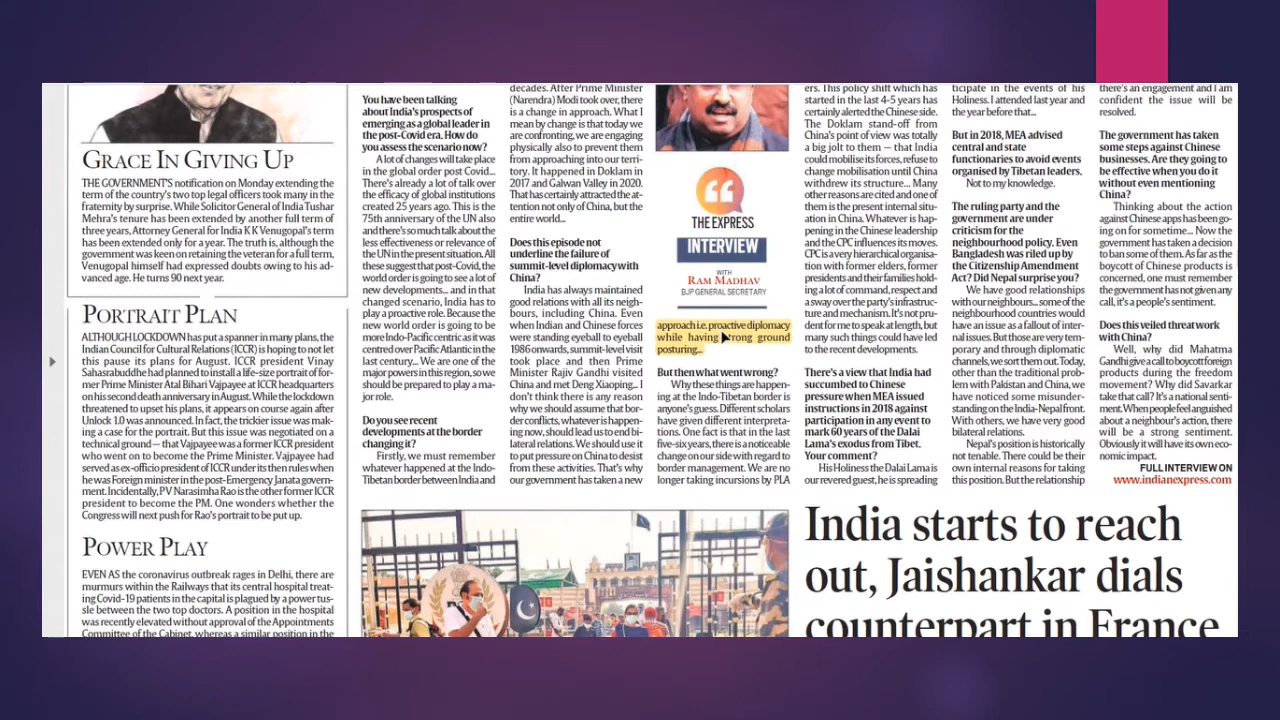 GRACE IN GIVING UP
THE GOVERNMENT'S notification on Monday extending the
term of the country's two top legal officers took many in the
fraternity by surprise. While Solicitor General of India Tushar
Mehra's tenure has been extended by another full term of
three years, Attorney General for India K K Venugopal's term
has been extended only for a year. The truth is, although the
government was keen on retaining the veteran for a full term,
Venugopal himself had expressed doubts owing to his ad-
vanced age. He turns 90 next year.
PORTRAIT PLAN
ALTHOUGH LOCKDOWN has put a spanner in many plans, the
Indian Council for Cultural Relations (ICCR) is hoping to not let
this pause its plans for August. ICCR president Vinay
Sahasrabuddhe had planned to install a life-size portrait of for-
mer Prime Minister Atal Bihari Vajpayee at ICCR headquarters
on his second death anniversary in August. While the lockdown
threatened to upset his plans, it appears on course again after
Unlock 1.0 was announced. In fact, the trickier issue was mak-
ing a case for the portrait. But this issue was negotiated on a
technical ground — that Vajpayee was a former ICCR president
who went on to become the Prime Minister. Vajpayee had
served as ex-officio president of ICCR under its then rules when
he was Foreign minister in the post-Emergency Janata govern-
ment. Incidentally, PV Narasimha Rao is the other former ICCR
president to become the PM. One wonders whether the
Congress will next push for Rao's portrait to be put up.
POWER PLAY
EVEN AS the coronavirus outbreak rages in Delhi, there are
murmurs within the Railways that its central hospital treat-
ing Covid-19 patients in the capital is plagued by a power tus-
sle between the two top doctors. A position in the hospital
was recently elevated without approval of the Appointments
Committee of the Cabinet, whereas a similar position in the
You have been talking
about India's prospects of
emerging as a global leader in
the post-Covid era. How do
you assess the scenario now?
A lot of changes will take place
in the global order post Covid...
There's already a lot of talk over
the efficacy of global institutions
created 25 years ago. This is the
75th anniversary of the UN also
and there's so much talk about the
less effectiveness or relevance of
the UN in the present situation. All
these suggest that post-Covid, the
world order is going to see a lot of
new developments... and in that
changed scenario, India has to
play a proactive role. Because the
new world order is going to be
more Indo-Pacific centric as it was
centred over Pacific Atlantic in the
last century... We are one of the
major powers in this region, so we
should be prepared to play a ma-
jor role.
Do you see recent
developments at the border
changing it?
Firstly, we must remember
whatever happened at the Indo-
Tibetan border between India and
decades. After Prime Minister
(Narendra) Modi took over, there
is a change in approach. What I
mean by change is that today we
are confronting, we are engaging
physically also to prevent them
from approaching into our terri-
tory. It happened in Doklam in
2017 and Galwan Valley in 2020.
That has certainly attracted the at-
tention not only of China, but the
entire world...
Does this episode not
underline the failure of
summit-level diplomacy with
China?
India has always maintained
good relations with all its neigh-
bours, including China. Even
when Indian and Chinese forces
were standing eyeball to eyeball
1986 onwards, summit-level visit
took place and then Prime
Minister Rajiv Gandhi visited
China and met Deng Xiaoping... I
don't think there is any reason
why we should assume that bor-
der conflicts, whatever is happen-
ing now, should lead us to end bi-
lateral relations. We should use it
to put pressure on China to desist
from these activities. That's why
our government has taken a new
THE EXPRESS
INTERVIEW
WITH
RAM MADHAV
BJP GENERAL SECRETARY
approach i.e. proactive diplomacy
while having strong ground
posturing...
But then what went wrong?
Why these things are happen-
ing at the Indo-Tibetan border is
anyone's guess. Different scholars
have given different interpreta-
tions. One fact is that in the last
five-six years, there is a noticeable
change on our side with regard to
border management. We are no
longer taking incursions by PLA
ers. This policy shift which has
started in the last 4-5 years has
certainly alerted the Chinese side.
The Doklam stand-off from
China's point of view was totally
a big jolt to them — that India
could mobilise its forces, refuse to
change mobilisation until China
withdrew its structure... Many
other reasons are cited and one of
them is the present internal situa-
tion in China. Whatever is hap-
pening in the Chinese leadership
and the CPC influences its moves.
CPC is a very hierarchical organisa-
tion with former elders, former
presidents and their families hold-
ing a lot of command, respect and
a sway over the party's infrastruc-
ture and mechanism. It's not pru-
dent for me to speak at length, but
many such things could have led
to the recent developments.
There's a view that India had
succumbed to Chinese
pressure when MEA issued
instructions in 2018 against
participation in any event to
mark 60 years of the Dalai
Lama's exodus from Tibet.
Your comment?
His Holiness the Dalai Lama is
our revered guest, he is spreading
ticipate in the events of his
Holiness. I attended last year and
the year before that...
But in 2018, MEA advised
central and state
functionaries to avoid events
organised by Tibetan leaders.
Not to my knowledge.
The ruling party and the
government are under
criticism for the
neighbourhood policy. Even
Bangladesh was riled up by
the Citizenship Amendment
Act? Did Nepal surprise you?
We have good relationships
with our neighbours... some of the
neighbourhood countries would
have an issue as a fallout of inter-
nal issues. But those are very tem-
porary and through diplomatic
channels, we sort them out. Today,
other than the traditional prob-
lem with Pakistan and China, we
have noticed some misunder-
standing on the India-Nepal front.
With others, we have very good
bilateral relations.
Nepal's position is historically
not tenable. There could be their
own internal reasons for taking
this position. But the relationship
there's an engagement and I am
confident the issue will be
resolved.
The government has taken
some steps against Chinese
businesses. Are they going to
be effective when you do it
without even mentioning
China?
Thinking about the action
against Chinese apps has been go-
ing on for sometime... Now the
government has taken a decision
to ban some of them. As far as the
boycott of Chinese products is
concerned, one must remember
the government has not given any
call, it's a people's sentiment.
Does this veiled threat work
with China?
Well, why did Mahatma
Gandhi give a call to boycott foreign
products during the freedom
movement? Why did Savarkar
take that call? It's a national senti-
ment. When people feel anguished
about a neighbour's action, there
will be a strong sentiment.
Obviously it will have its own eco-
nomic impact.
FULL INTERVIEW ON
www.indianexpress.com
India starts to reach
out, Jaishankar dials
counterpart in France